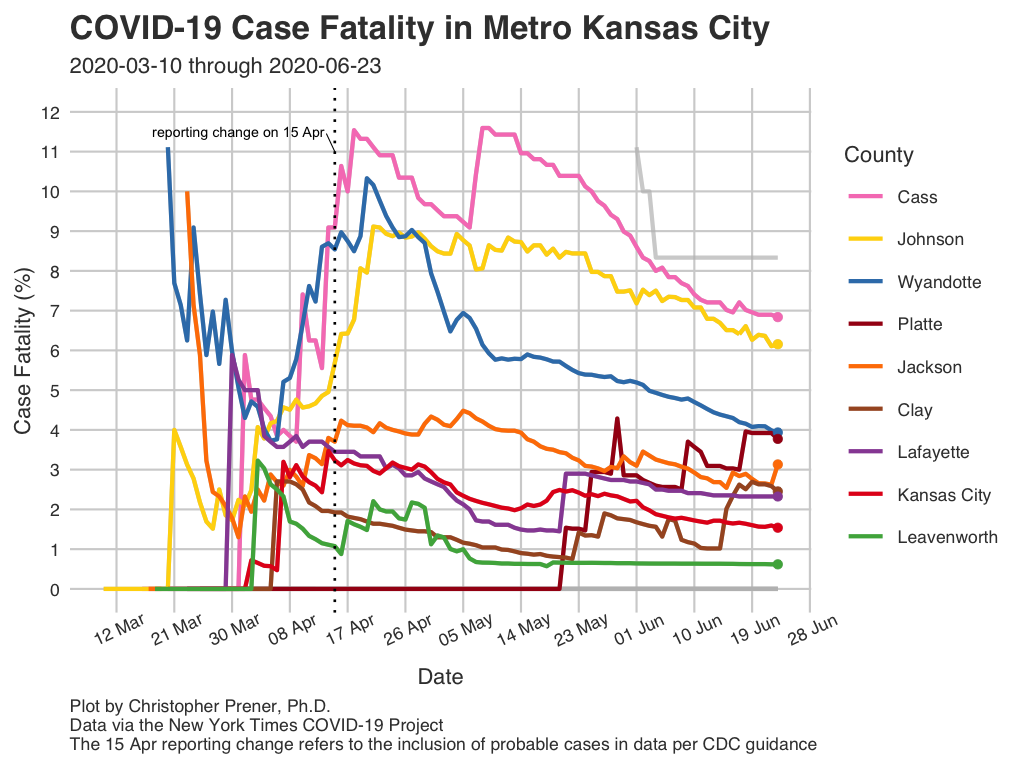 COVID-19 Case Fatality in Metro Kansas City
2020-03-10 through 2020-06-23
12
11
10
9
8
7
6
5
4
3
2
1
0
Case Fatality (%)
reporting change on 15 Apr
12 Mar
21 Mar
30 Mar
08 Apr
17 Apr
26 Apr
05 May
14 May
23 May
01 Jun
10 Jun
19 Jun
28 Jun
Date
County
Cass
Johnson
Wyandotte
Platte
Jackson
Clay
Lafayette
Kansas City
Leavenworth
Plot by Christopher Prener, Ph.D.
Data via the New York Times COVID-19 Project
The 15 Apr reporting change refers to the inclusion of probable cases in data per CDC guidance